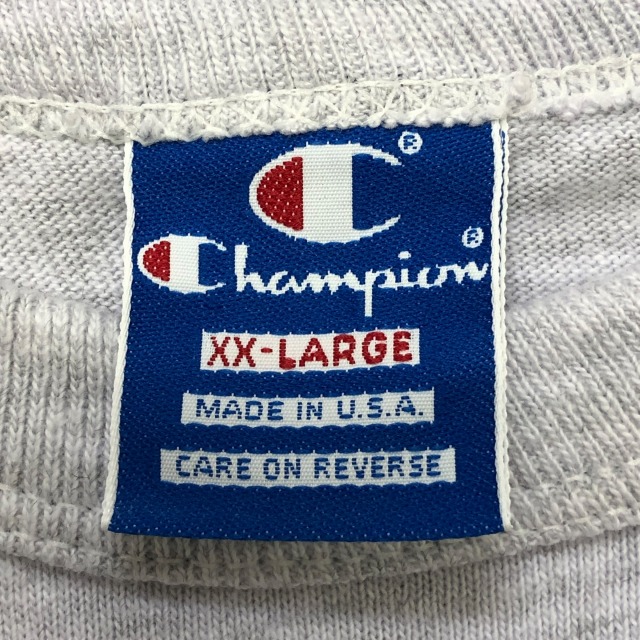 C®
Champion®
XX-LARGE
MADE IN U.S.A.
CARE ON REVERSE